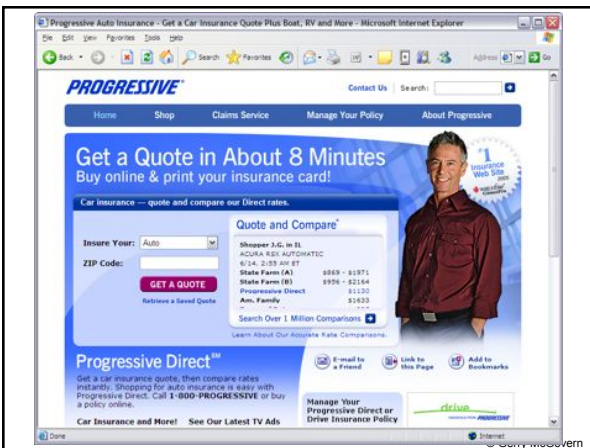 Progressive Auto Insurance - Get a Car Insurance Quote Plus Boat, RV and More - Microsoft Internet Explorer
File Edit View Favorites Tools Help
Back Search Favorites Address Go
PROGRESSIVE
Contact Us Search:
Home Shop Claims Service Manage Your Policy About Progressive
Get a Quote in About 8 Minutes
Buy online & print your insurance card!
#1
Insurance
Web Site
Car insurance — quote and compare our Direct rates.
Quote and Compare
Insure Your: Auto
ZIP Code:
GET A QUOTE
Retrieve a Saved Quote
Shopper J.G. in IL
ACURA RSX AUTOMATIC
6/14, 2:55 AM ET
State Farm (A) $869 - $1971
State Farm (B) $956 - $2164
Progressive Direct $1130
Am. Family $1633
Search Over 1 Million Comparisons
Learn About Our Accurate Rate Comparisons.
Progressive Direct℠
Get a car insurance quote, then compare rates
instantly. Shopping for auto insurance is easy with
Progressive Direct. Call 1-800-PROGRESSIVE or buy
a policy online.
E-mail to
a Friend
Link to
this Page
Add to
Bookmarks
Car Insurance and More! See Our Latest TV Ads
Manage Your
Progressive Direct or
Drive Insurance Policy
drive
Done
Internet
© Gerry McGovern